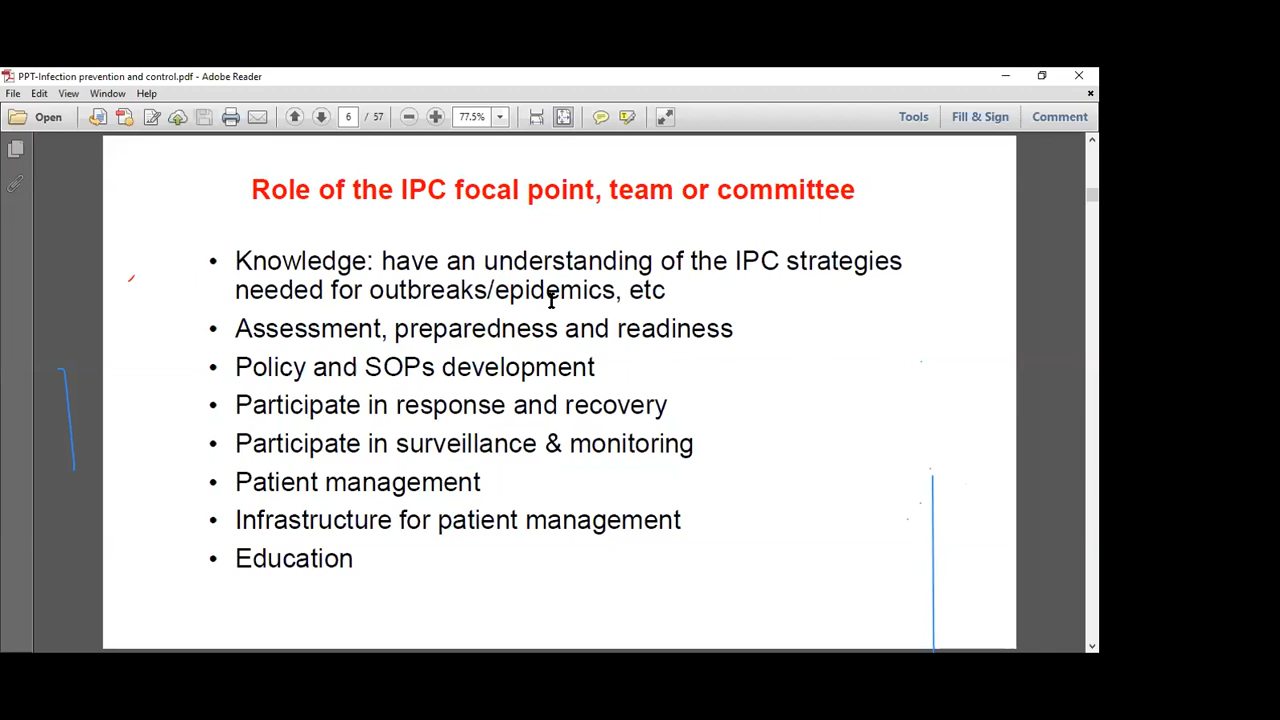 PPT-Infection prevention and control.pdf - Adobe Reader
File Edit View Window Help
Open 6 / 57 77.5% Tools Fill & Sign Comment
Role of the IPC focal point, team or committee
• Knowledge: have an understanding of the IPC strategies
needed for outbreaks/epidemics, etc
• Assessment, preparedness and readiness
• Policy and SOPs development
• Participate in response and recovery
• Participate in surveillance & monitoring
• Patient management
• Infrastructure for patient management
• Education